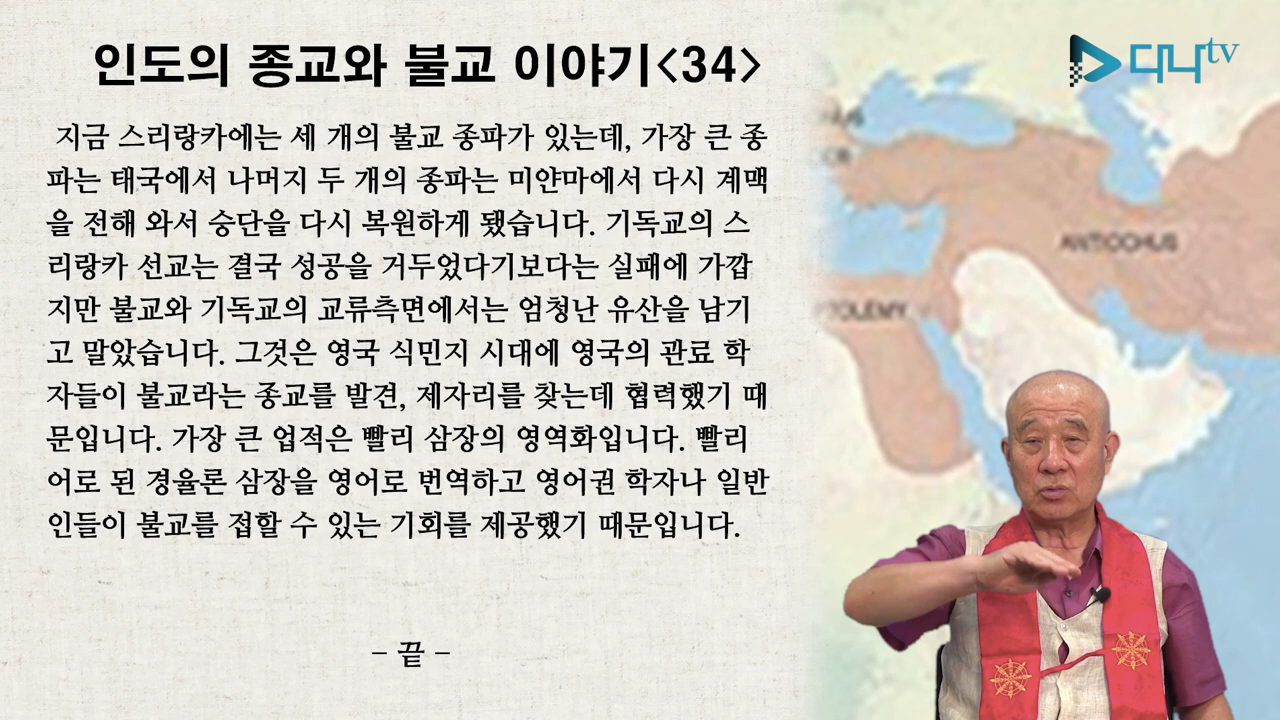 인도의 종교와 불교 이야기<34>
다나tv
지금 스리랑카에는 세 개의 불교 종파가 있는데, 가장 큰 종
파는 태국에서 나머지 두 개의 종파는 미얀마에서 다시 계맥
을 전해 와서 승단을 다시 복원하게 됐습니다. 기독교의 스
리랑카 선교는 결국 성공을 거두었다기보다는 실패에 가깝
지만 불교와 기독교의 교류측면에서는 엄청난 유산을 남기
고 말았습니다. 그것은 영국 식민지 시대에 영국의 관료 학
자들이 불교라는 종교를 발견, 제자리를 찾는데 협력했기 때
문입니다. 가장 큰 업적은 빨리 삼장의 영역화입니다. 빨리
어로 된 경율론 삼장을 영어로 번역하고 영어권 학자나 일반
인들이 불교를 접할 수 있는 기회를 제공했기 때문입니다.
- 끝 -
ANTIOCHUS
PTOLEMY